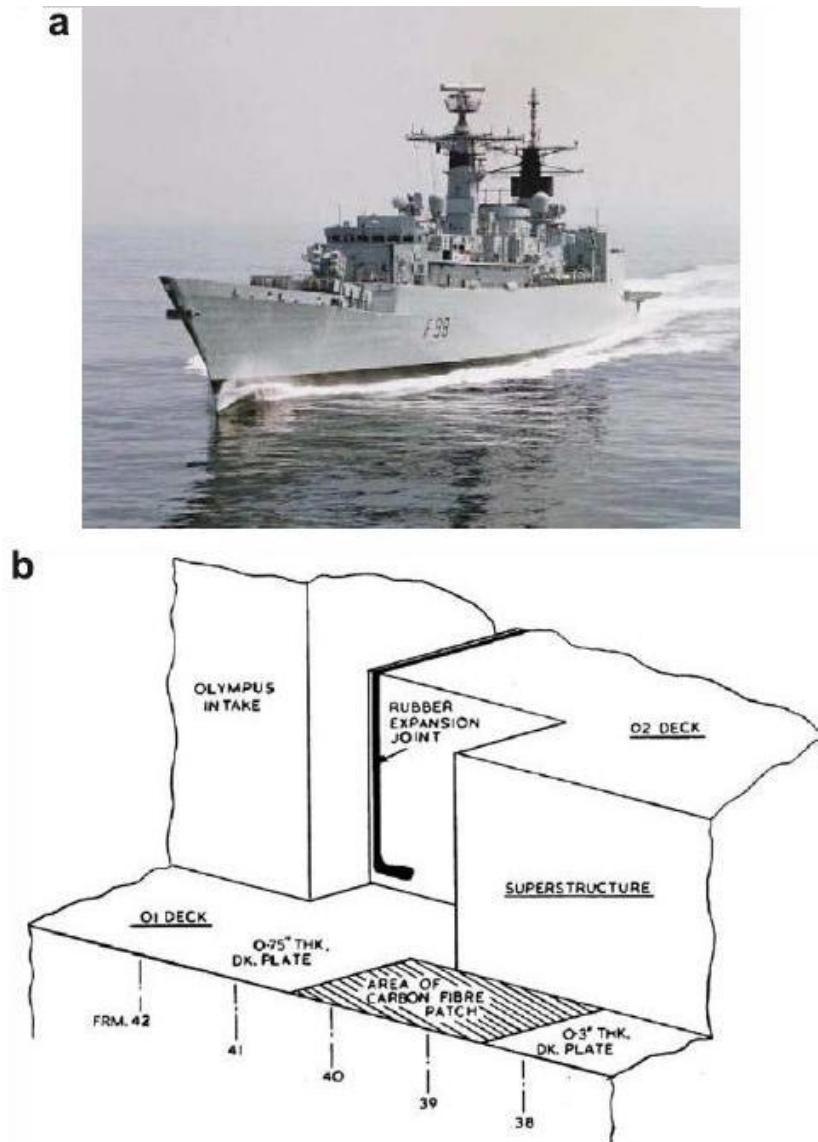 a
F 98
b
OLYMPUS
INTAKE
RUBBER
EXPANSION
JOINT
02 DECK
SUPERSTRUCTURE
01 DECK
0·75" THK.
DK. PLATE
AREA OF
CARBON FIBRE
PATCH
0·3" THK.
DK. PLATE
FRM. 42
41
40
39
38